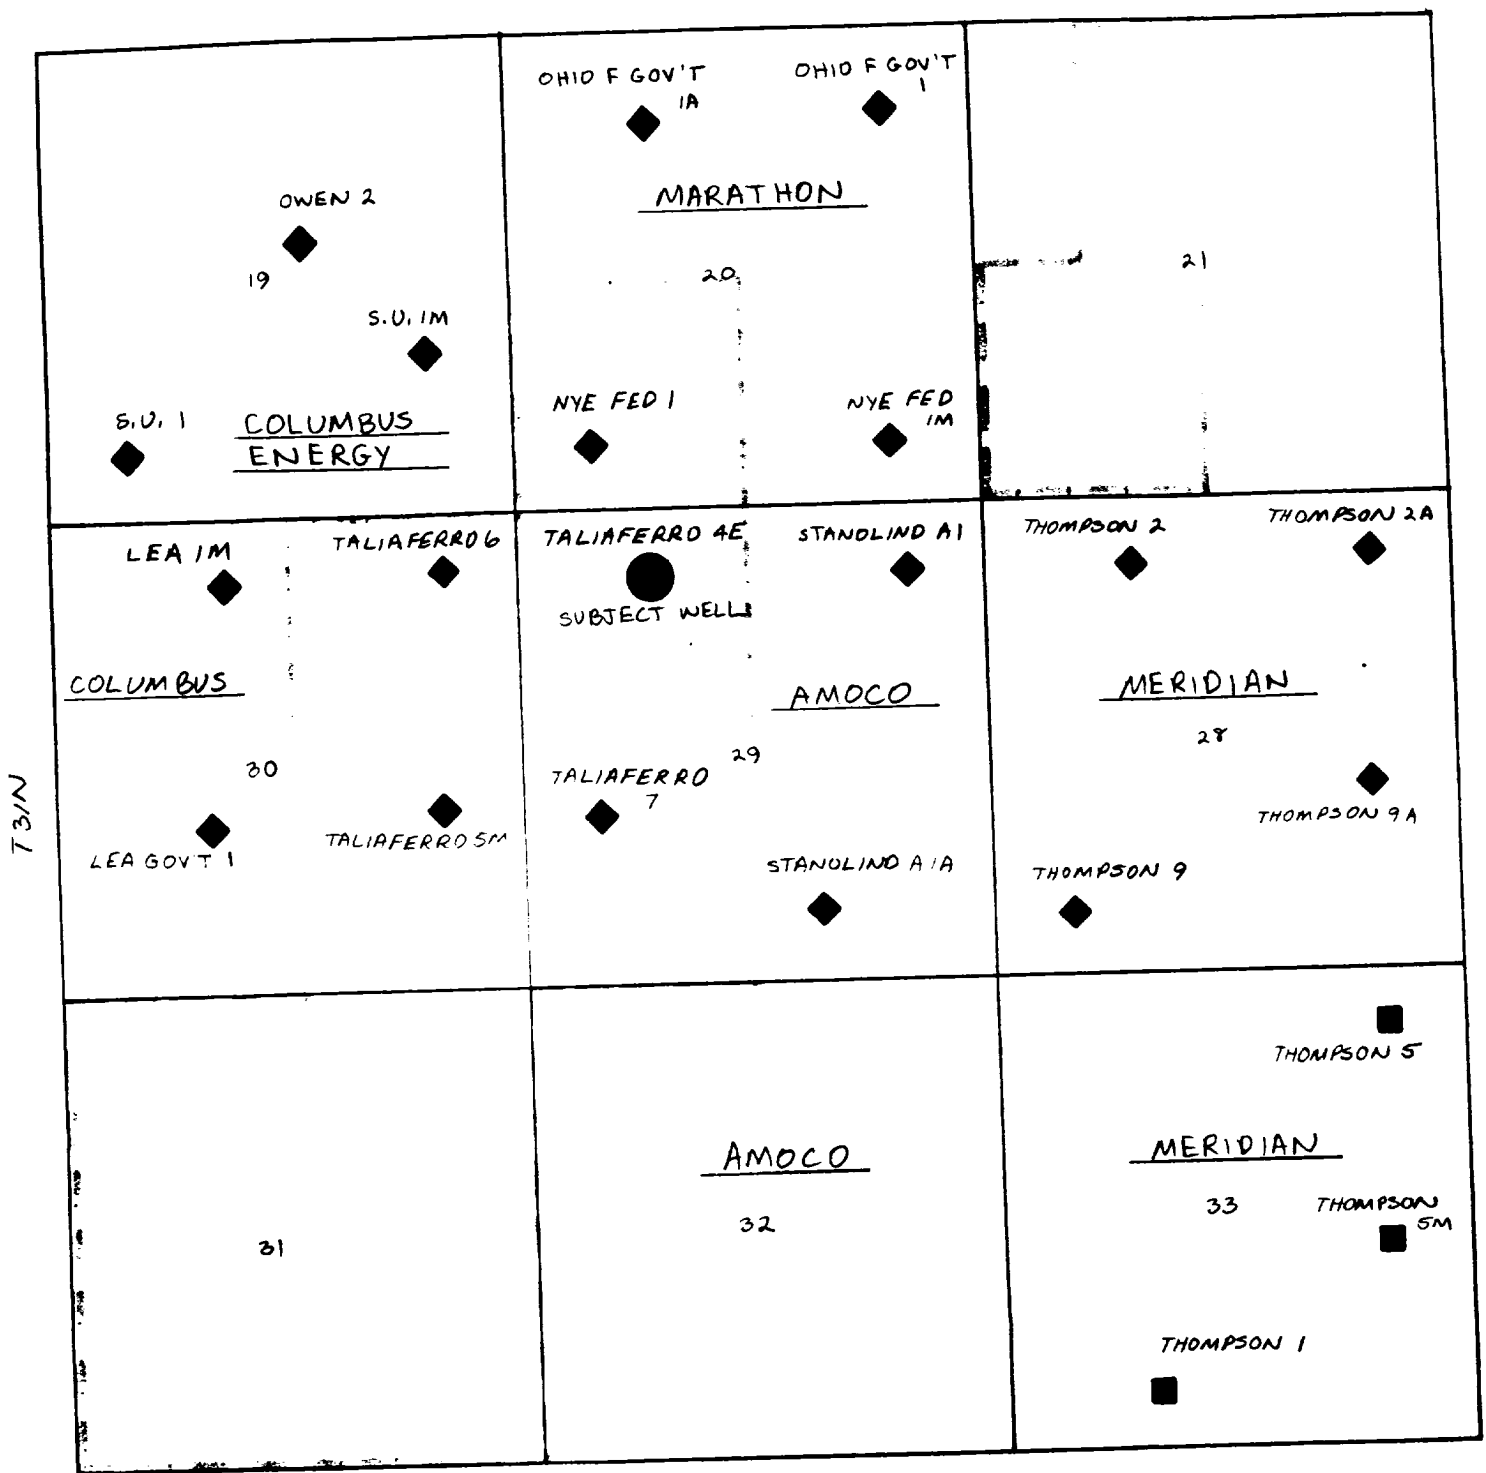 OHIO F GOV'T
1A
OHIO F GOV'T
1
OWEN 2
MARATHON
19
20
21
S.U. 1M
S.U. 1
COLUMBUS
ENERGY
NYE FED 1
NYE FED
1M
LEA 1M
TALIAFERRO 6
TALIAFERRO 4E
SUBJECT WELL
STANOLIND A1
THOMPSON 2
THOMPSON 2A
COLUMBUS
AMOCO
MERIDIAN
30
29
28
T31N
LEA GOV'T 1
TALIAFERRO 5M
TALIAFERRO
7
STANOLIND A1A
THOMPSON 9
THOMPSON 9A
THOMPSON 5
AMOCO
MERIDIAN
31
32
33
THOMPSON
5M
THOMPSON 1